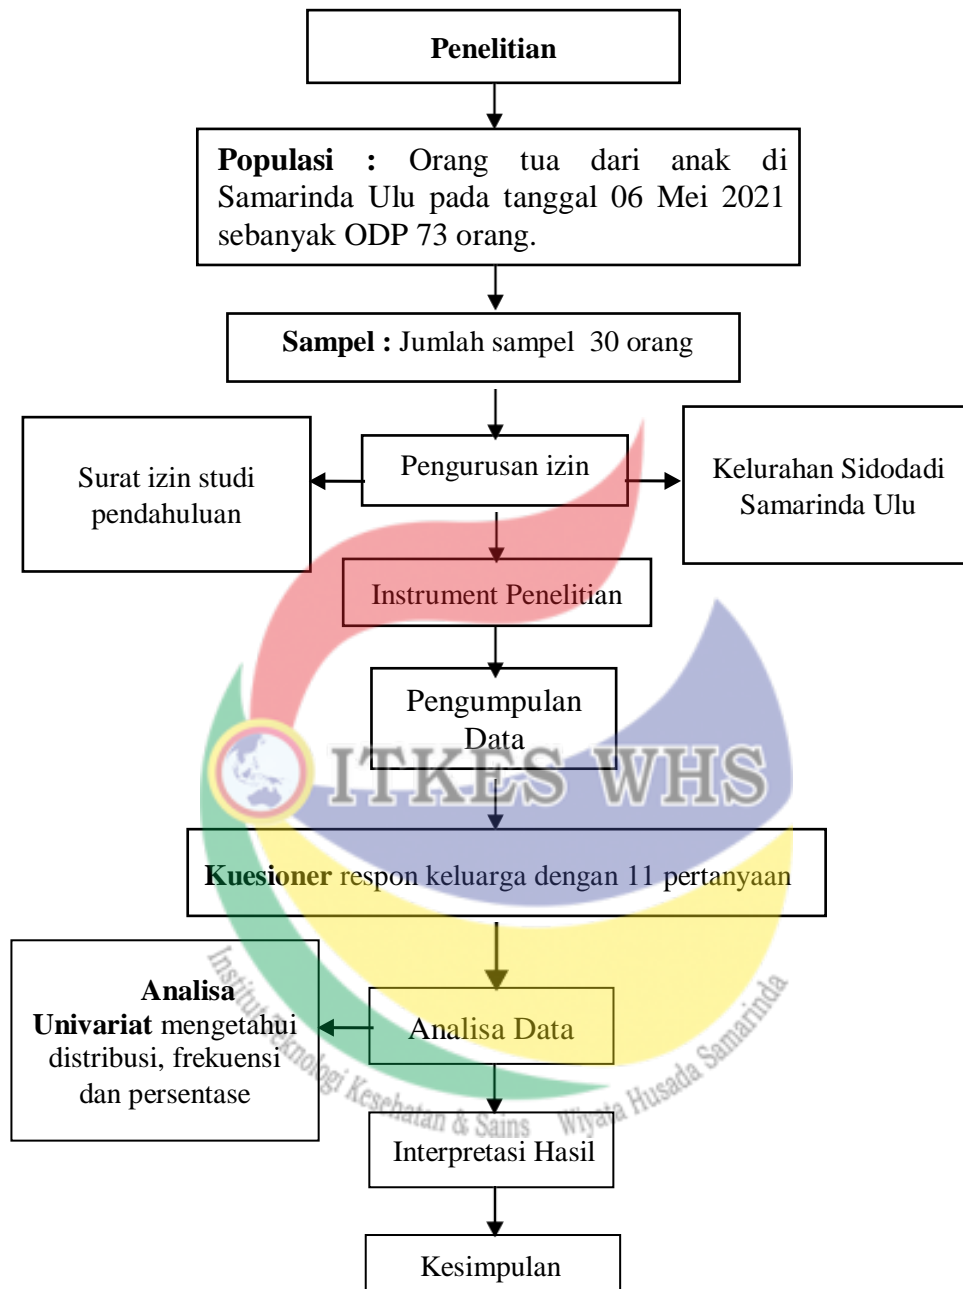 Penelitian
Populasi : Orang tua dari anak di
Samarinda Ulu pada tanggal 06 Mei 2021
sebanyak ODP 73 orang.
Sampel : Jumlah sampel 30 orang
Surat izin studi
pendahuluan
Pengurusan izin
Kelurahan Sidodadi
Samarinda Ulu
Instrument Penelitian
Pengumpulan
Data
ITKES WHS
Kuesioner respon keluarga dengan 11 pertanyaan
Analisa
Univariat mengetahui
distribusi, frekuensi
dan persentase
Analisa Data
Institut Teknologi Kesehatan & Sains Wiyata Husada Samarinda
Interpretasi Hasil
Kesimpulan